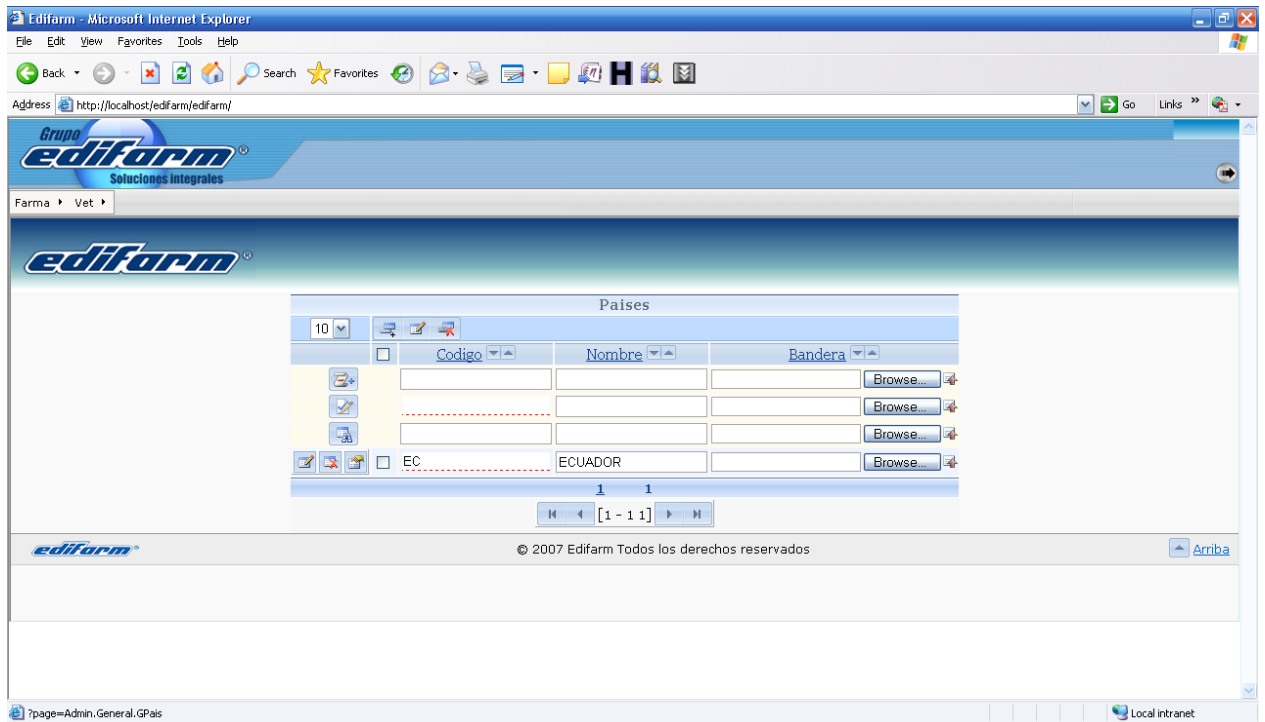 Edifarm - Microsoft Internet Explorer
File Edit View Favorites Tools Help
Back Search Favorites
Address http://localhost/edifarm/edifarm/ Go Links »
Grupo
edifarm®
Soluciones integrales
Farma Vet
edifarm®
Paises
10
Codigo Nombre Bandera
Browse...
Browse...
Browse...
EC ECUADOR Browse...
1 1
[1 - 1 1]
edifarm® © 2007 Edifarm Todos los derechos reservados Arriba
?page=Admin.General.GPais Local intranet